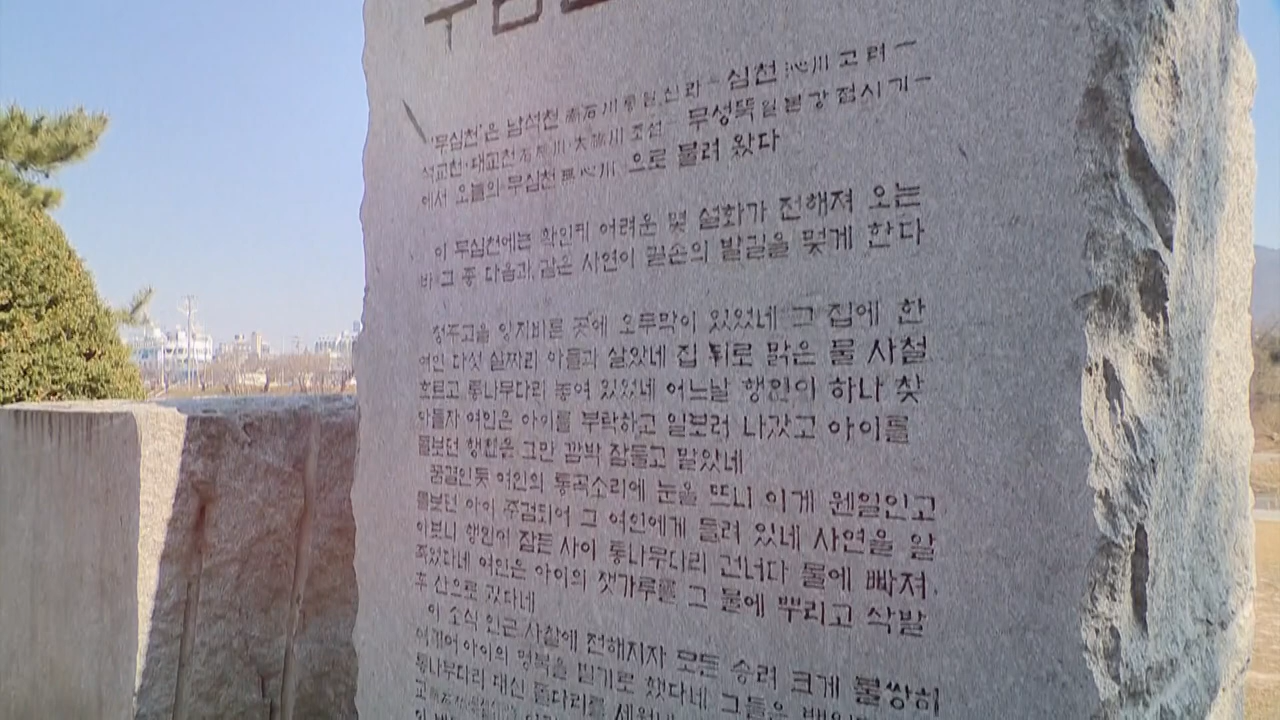 무심천
'무심천'은 남석천 南石川 통일신라 - 심천 沁川 고려 -
석교천·대교천 石橋川·大橋川 조선 - 무성뚝 일본강점시기 -
에서 오늘의 무심천 無心川 으로 불려 왔다
이 무심천에는 확인키 어려운 몇 설화가 전해져 오는
바 그 중 다음과 같은 사연이 길손의 발길을 멎게 한다
청주고을 양지바른 곳에 오두막이 있었네 그 집에 한
여인 다섯 살짜리 아들과 살았네 집 뒤로 맑은 물 사철
흐르고 통나무다리 놓여 있었네 어느날 행인이 하나 찾
아들자 여인은 아이를 부탁하고 일보러 나갔고 아이를
돌보던 행인은 그만 깜박 잠들고 말았네
꿈결인듯 여인의 통곡소리에 눈을 뜨니 이게 웬일인고
돌보던 아이 주검되어 그 여인에게 들려 있네 사연을 알
아보니 행인이 잠든 사이 통나무다리 건너다 물에 빠져
죽었다네 여인은 아이의 잿가루를 그 물에 뿌리고 삭발
후 산으로 갔다네
이 소식 인근 사찰에 전해지자 모든 승려 크게 불쌍히
여겨어 아이의 명복을 빌기로 했다네 그들은
통나무다리 대신 돌다리를